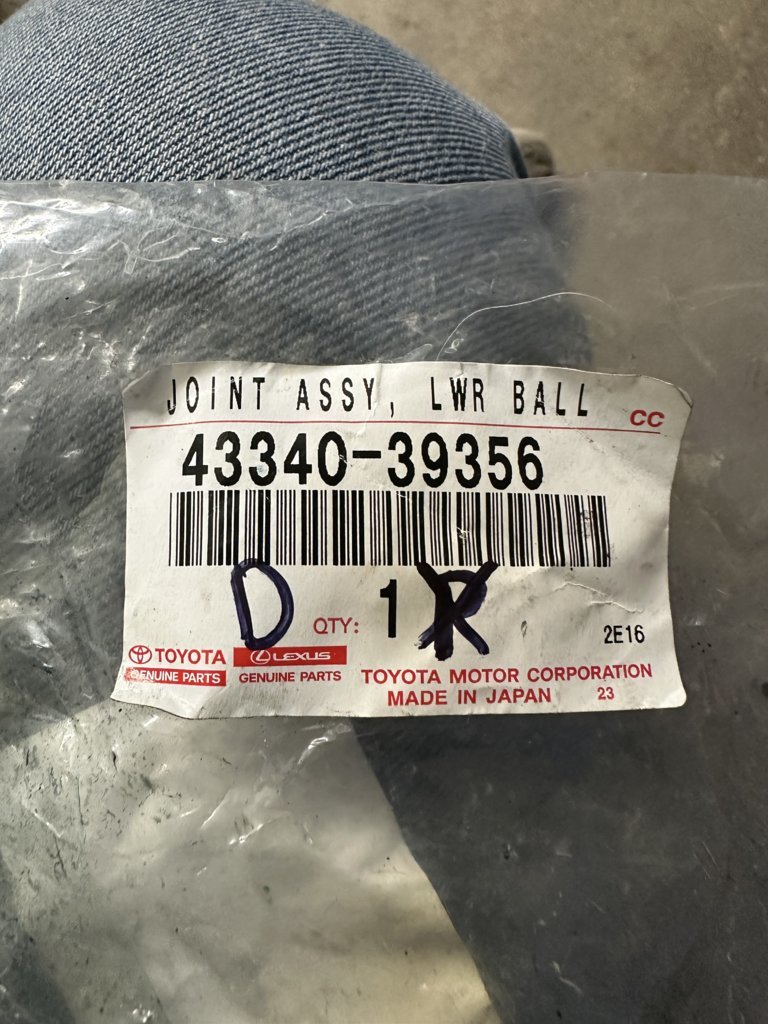 JOINT ASSY, LWR BALL
CC
43340-39356
D QTY: 1 R
2E16
TOYOTA LEXUS
GENUINE PARTS GENUINE PARTS
TOYOTA MOTOR CORPORATION
MADE IN JAPAN 23